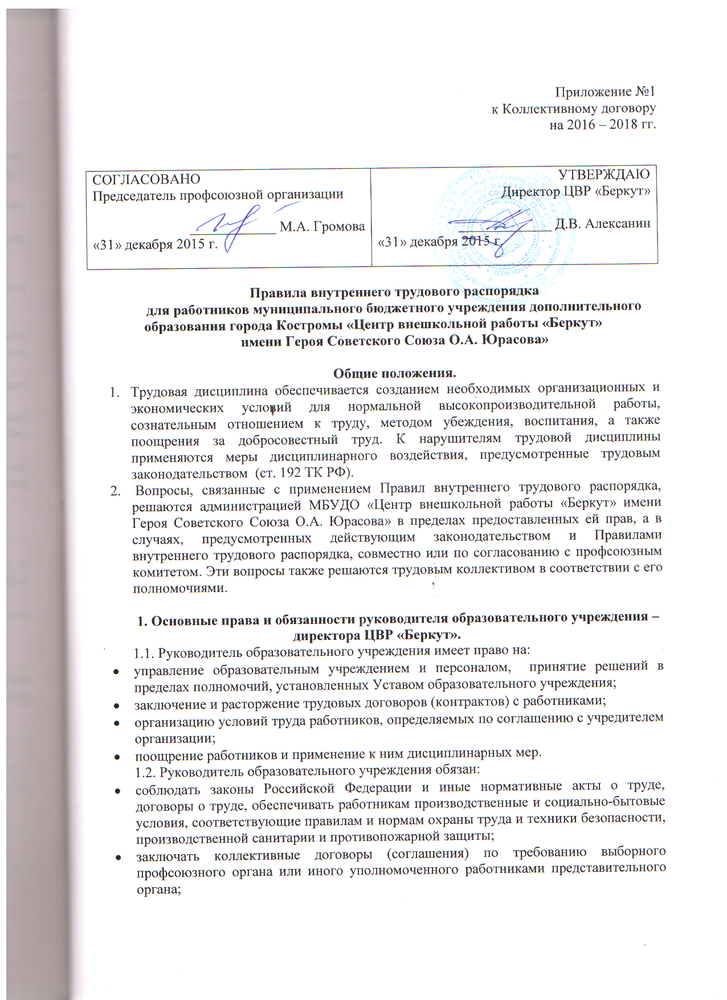 Приложение №1
к Коллективному договору
на 2016 – 2018 гг.
СОГЛАСОВАНО
Председатель профсоюзной организации
____________ М.А. Громова
«31» декабря 2015 г.
УТВЕРЖДАЮ
Директор ЦВР «Беркут»
____________ Д.В. Алексанин
«31» декабря 2015 г.
Правила внутреннего трудового распорядка
для работников муниципального бюджетного учреждения дополнительного
образования города Костромы «Центр внешкольной работы «Беркут»
имени Героя Советского Союза О.А. Юрасова»
Общие положения.
1. Трудовая дисциплина обеспечивается созданием необходимых организационных и
экономических условий для нормальной высокопроизводительной работы,
сознательным отношением к труду, методом убеждения, воспитания, а также
поощрения за добросовестный труд. К нарушителям трудовой дисциплины
применяются меры дисциплинарного воздействия, предусмотренные трудовым
законодательством (ст. 192 ТК РФ).
2. Вопросы, связанные с применением Правил внутреннего трудового распорядка,
решаются администрацией МБУДО «Центр внешкольной работы «Беркут» имени
Героя Советского Союза О.А. Юрасова» в пределах предоставленных ей прав, а в
случаях, предусмотренных действующим законодательством и Правилами
внутреннего трудового распорядка, совместно или по согласованию с профсоюзным
комитетом. Эти вопросы также решаются трудовым коллективом в соответствии с его
полномочиями.
1. Основные права и обязанности руководителя образовательного учреждения –
директора ЦВР «Беркут».
1.1. Руководитель образовательного учреждения имеет право на:
• управление образовательным учреждением и персоналом, принятие решений в
пределах полномочий, установленных Уставом образовательного учреждения;
• заключение и расторжение трудовых договоров (контрактов) с работниками;
• организацию условий труда работников, определяемых по соглашению с учредителем
организации;
• поощрение работников и применение к ним дисциплинарных мер.
1.2. Руководитель образовательного учреждения обязан:
• соблюдать законы Российской Федерации и иные нормативные акты о труде,
договоры о труде, обеспечивать работникам производственные и социально-бытовые
условия, соответствующие правилам и нормам охраны труда и техники безопасности,
производственной санитарии и противопожарной защиты;
• заключать коллективные договоры (соглашения) по требованию выборного
профсоюзного органа или иного уполномоченного работниками представительного
органа;